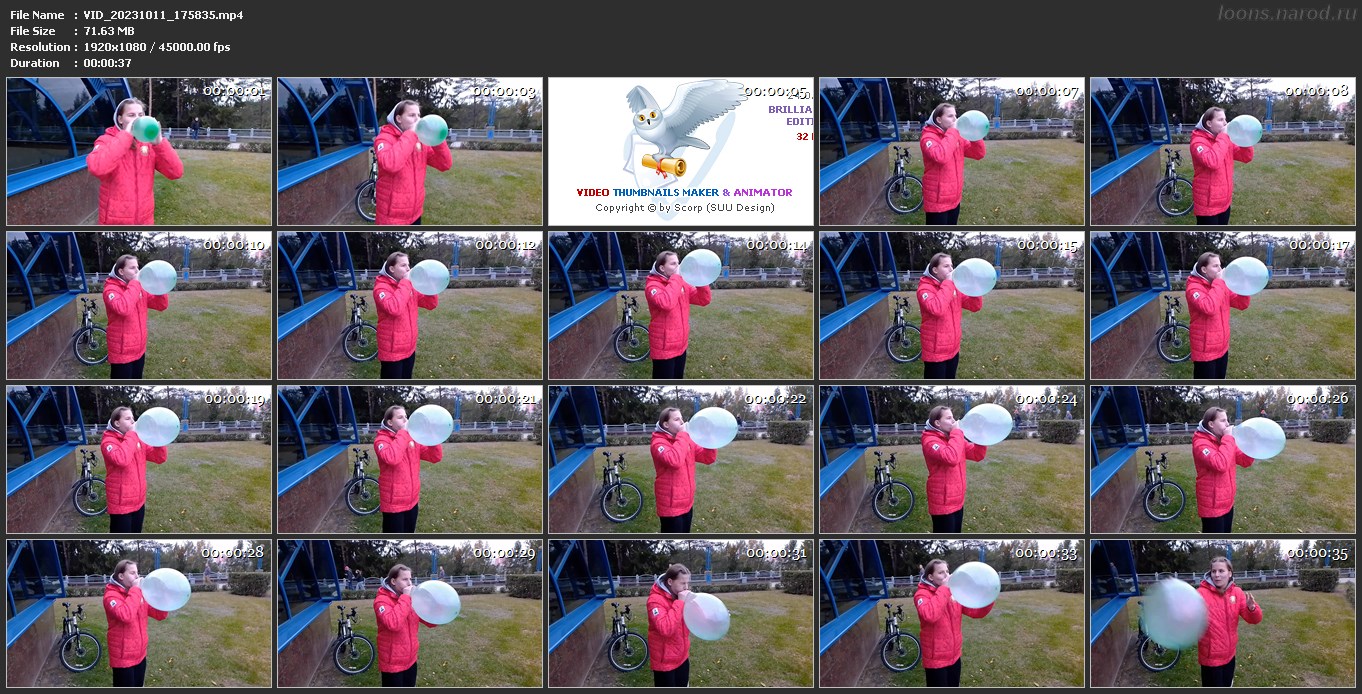 File Name : VID_20231011_175835.mp4
loons.narod.ru
File Size : 71.63 MB
Resolution : 1920x1080 / 45000.00 fps
Duration : 00:00:37
00:00:01
00:00:03
00:00:05
BRILLIA
EDIT
32
VIDEO THUMBNAILS MAKER & ANIMATOR
Copyright © by Scorp (SUU Design)
00:00:07
00:00:08
00:00:10
00:00:12
00:00:14
00:00:15
00:00:17
00:00:19
00:00:21
00:00:22
00:00:24
00:00:26
00:00:28
00:00:29
00:00:31
00:00:33
00:00:35